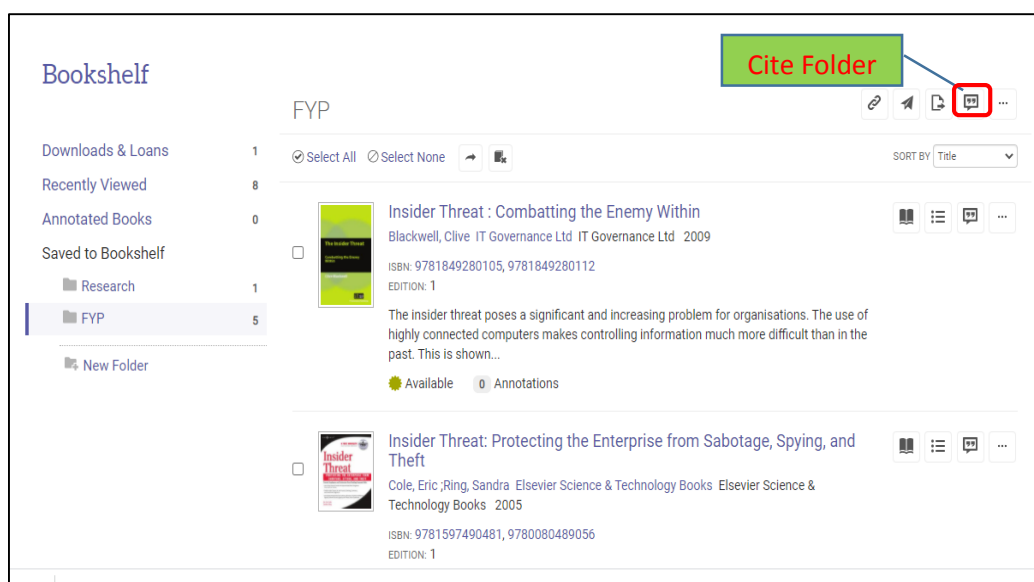 Bookshelf
Cite Folder
FYP
Downloads & Loans 1
Recently Viewed 8
Annotated Books 0
Saved to Bookshelf
Research 1
FYP 5
New Folder
Select All Select None
SORT BY Title
Insider Threat : Combatting the Enemy Within
Blackwell, Clive IT Governance Ltd IT Governance Ltd 2009
ISBN: 9781849280105, 9781849280112
EDITION: 1
The insider threat poses a significant and increasing problem for organisations. The use of
highly connected computers makes controlling information much more difficult than in the
past. This is shown...
Available 0 Annotations
The Insider Threat
Insider Threat: Protecting the Enterprise from Sabotage, Spying, and
Theft
Cole, Eric ;Ring, Sandra Elsevier Science & Technology Books Elsevier Science &
Technology Books 2005
ISBN: 9781597490481, 9780080489056
EDITION: 1
Insider
Threat